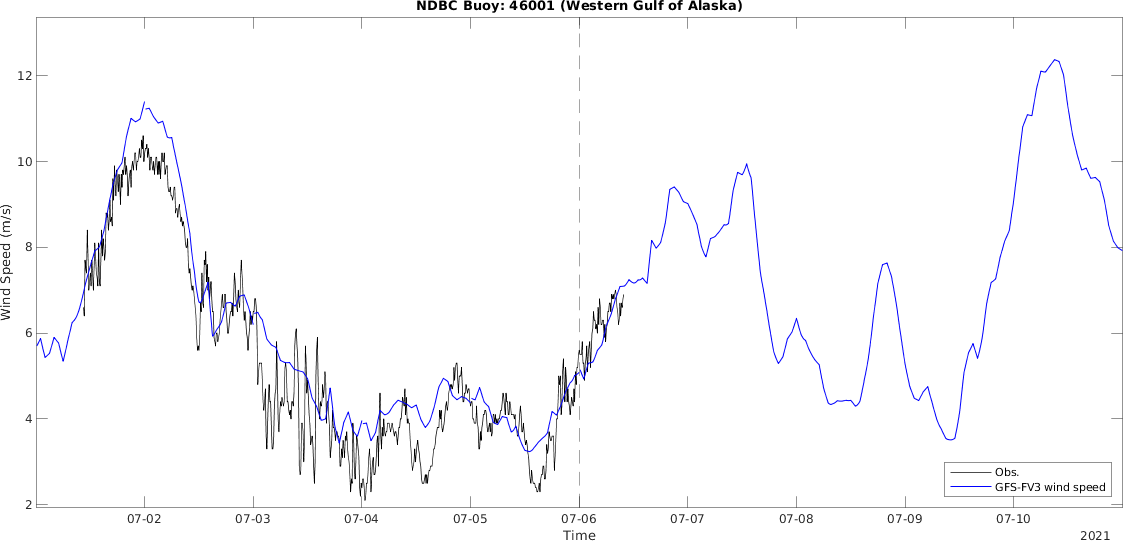 NDBC Buoy: 46001 (Western Gulf of Alaska)
12
10
8
6
4
2
Wind Speed (m/s)
Obs.
GFS-FV3 wind speed
07-02 07-03 07-04 07-05 07-06 07-07 07-08 07-09 07-10
Time
2021